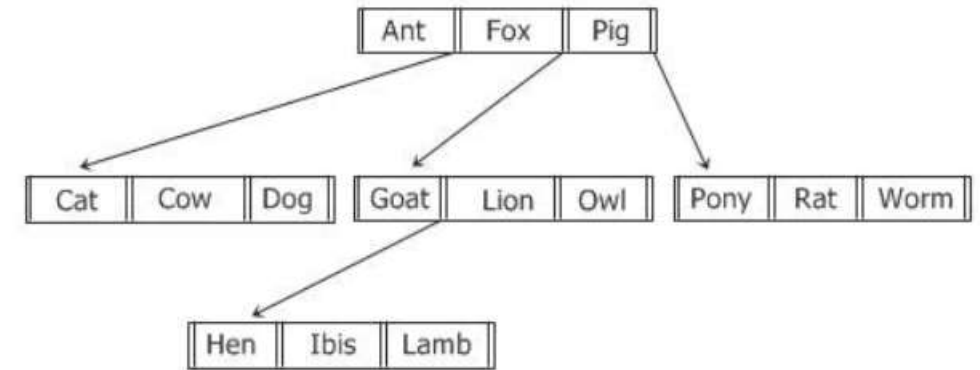 Ant Fox Pig
Cat Cow Dog Goat Lion Owl Pony Rat Worm
Hen Ibis Lamb